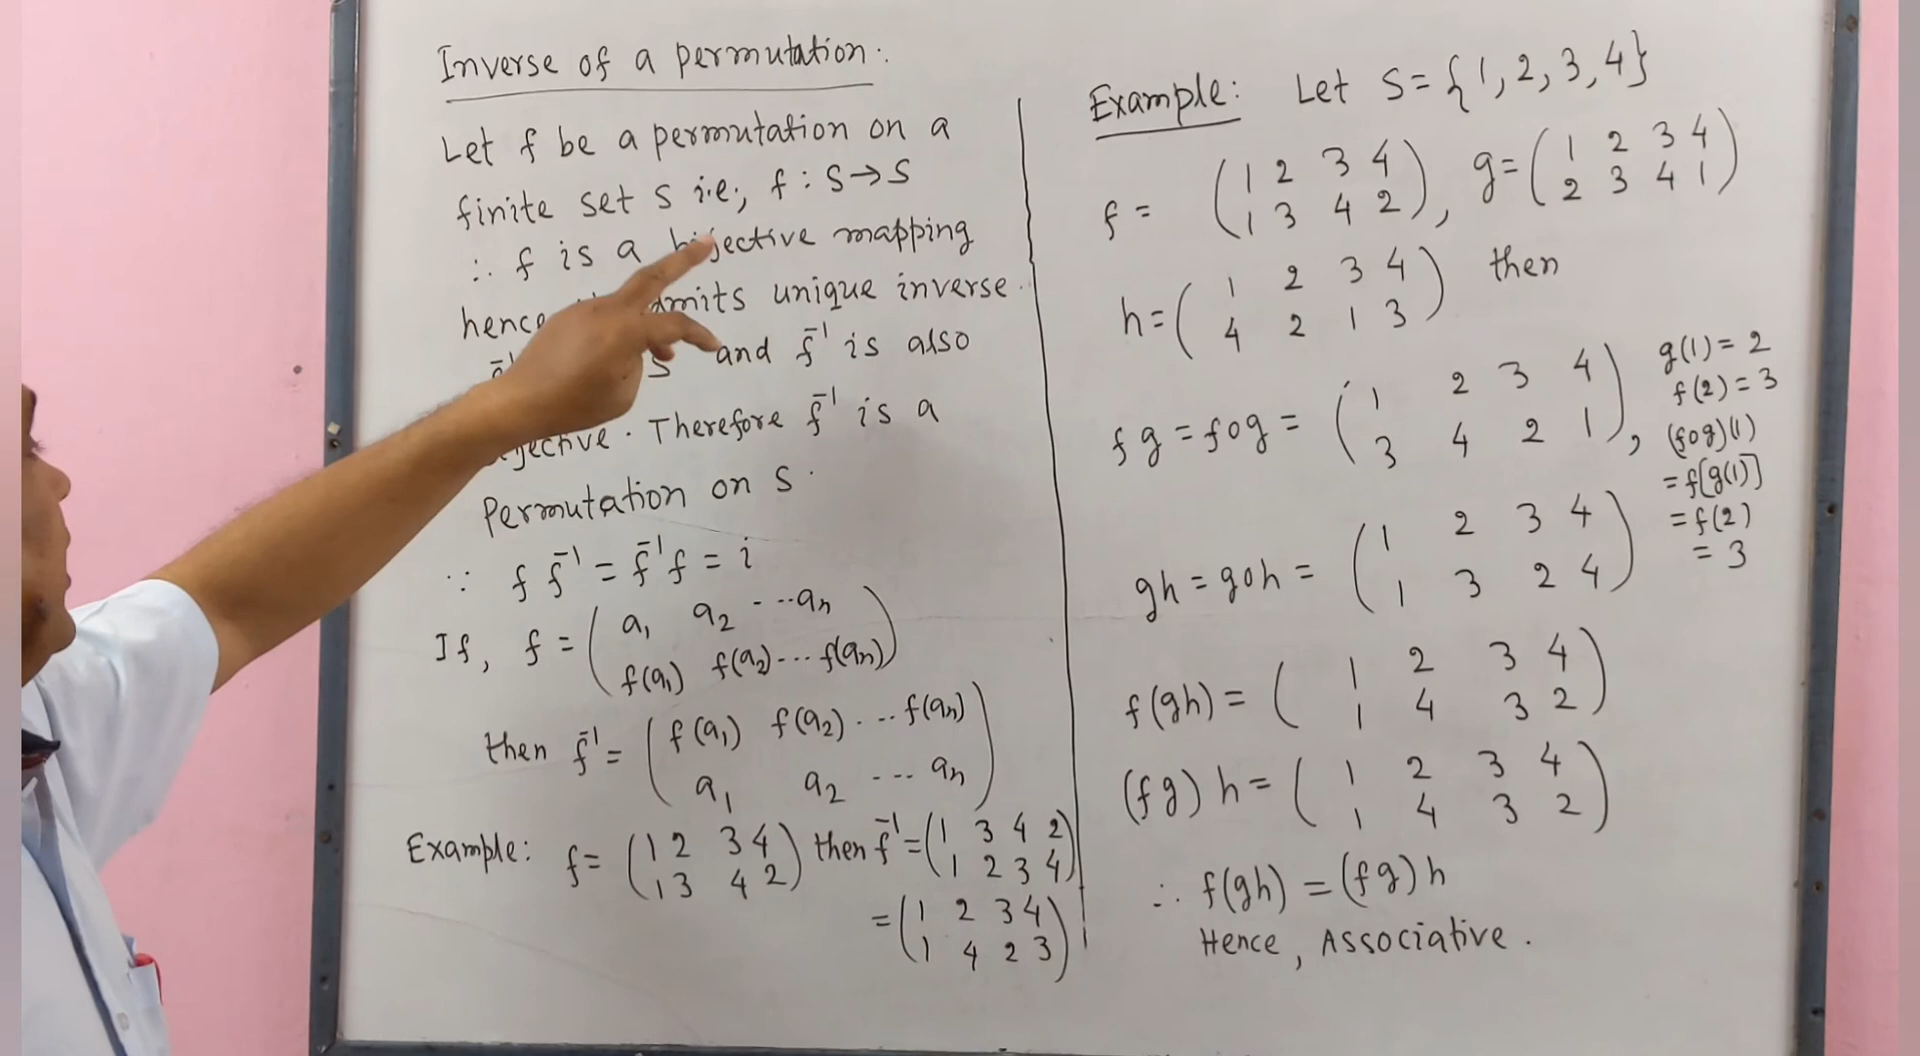 Inverse of a permutation.
Let f be a permutation on a
finite set S i.e., f : S→S
∴ f is a bijective mapping
hence admits unique inverse.
S and f̄¹ is also
Therefore f̄¹ is a
Permutation on S.
∵ f f̄¹ = f̄¹f = i
If, f = ( a₁ a₂ - -- aₙ
f(a₁) f(a₂)--- f(aₙ) )
then f̄¹ = ( f(a₁) f(a₂) - -- f(aₙ)
a₁ a₂ --- aₙ )
Example: f = ( 1 2 3 4 ) then f̄¹ = ( 1 3 4 2 )
( 1 3 4 2 ) ( 1 2 3 4 )
= ( 1 2 3 4
1 4 2 3 )
Example: Let S = {1, 2, 3, 4}
f = ( 1 2 3 4 ), g = ( 1 2 3 4 )
( 1 3 4 2 ) ( 2 3 4 1 )
h = ( 1 2 3 4 ) then
( 4 2 1 3 )
fg = fog = ( 1 2 3 4
3 4 2 1 ),
g(1) = 2
f(2) = 3
(fog)(1)
= f[g(1)]
= f(2)
= 3
gh = goh = ( 1 2 3 4
1 3 2 4 )
f(gh) = ( 1 2 3 4
1 4 3 2 )
(fg) h = ( 1 2 3 4
1 4 3 2 )
∴ f(gh) = (fg)h
Hence, Associative.